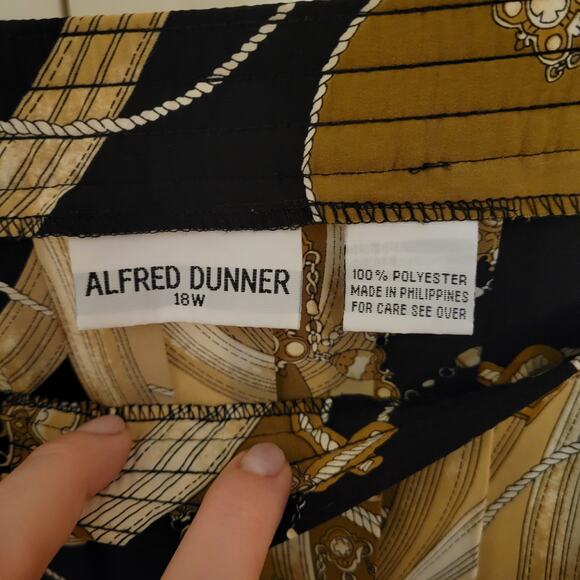 ALFRED DUNNER
18W
100% POLYESTER
MADE IN PHILIPPINES
FOR CARE SEE OVER